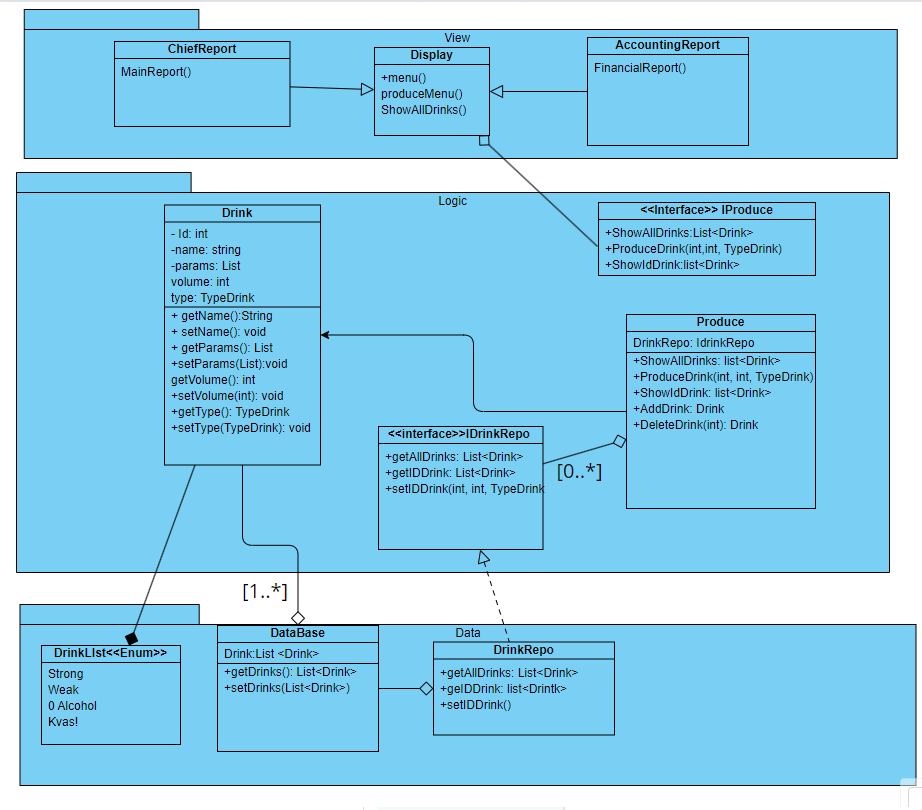 View
ChiefReport
MainReport()
Display
+menu()
produceMenu()
ShowAllDrinks()
AccountingReport
FinancialReport()
Logic
Drink
- Id: int
-name: string
-params: List
volume: int
type: TypeDrink
+ getName():String
+ setName(): void
+ getParams(): List
+setParams(List):void
getVolume(): int
+setVolume(int): void
+getType(): TypeDrink
+setType(TypeDrink): void
<<Interface>> IProduce
+ShowAllDrinks:List<Drink>
+ProduceDrink(int,int, TypeDrink)
+ShowIdDrink:list<Drink>
Produce
DrinkRepo: IdrinkRepo
+ShowAllDrinks: list<Drink>
+ProduceDrink(int, int, TypeDrink)
+ShowIdDrink: list<Drink>
+AddDrink: Drink
+DeleteDrink(int): Drink
<<interface>>IDrinkRepo
+getAllDrinks: List<Drink>
+getIDDrink: List<Drink>
+setIDDrink(int, int, TypeDrink
[0..*]
[1..*]
Data
DrinkLIst<<Enum>>
Strong
Weak
0 Alcohol
Kvas!
DataBase
Drink:List <Drink>
+getDrinks(): List<Drink>
+setDrinks(List<Drink>)
DrinkRepo
+getAllDrinks: List<Drink>
+geIDDrink: list<Drintk>
+setIDDrink()